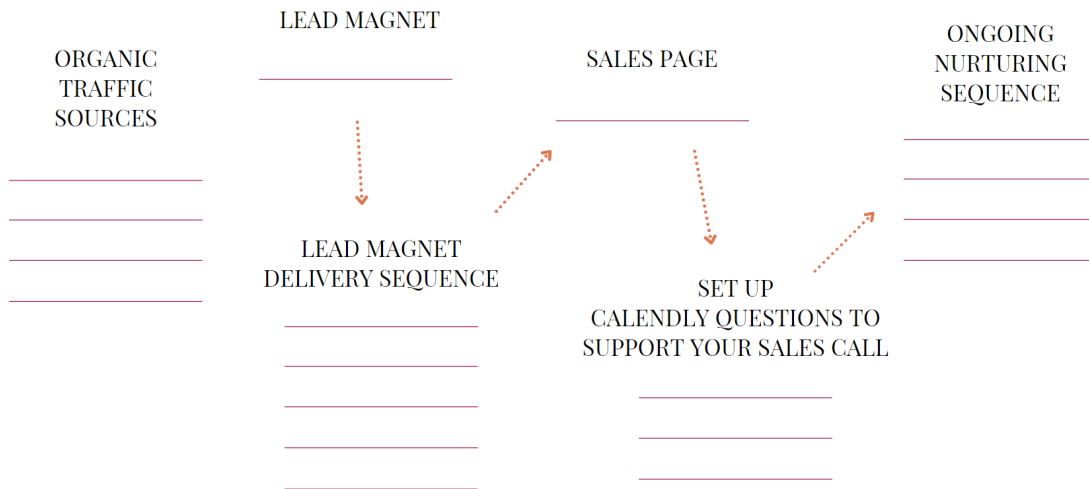 ORGANIC
TRAFFIC
SOURCES
LEAD MAGNET
LEAD MAGNET
DELIVERY SEQUENCE
SALES PAGE
SET UP
CALENDLY QUESTIONS TO
SUPPORT YOUR SALES CALL
ONGOING
NURTURING
SEQUENCE